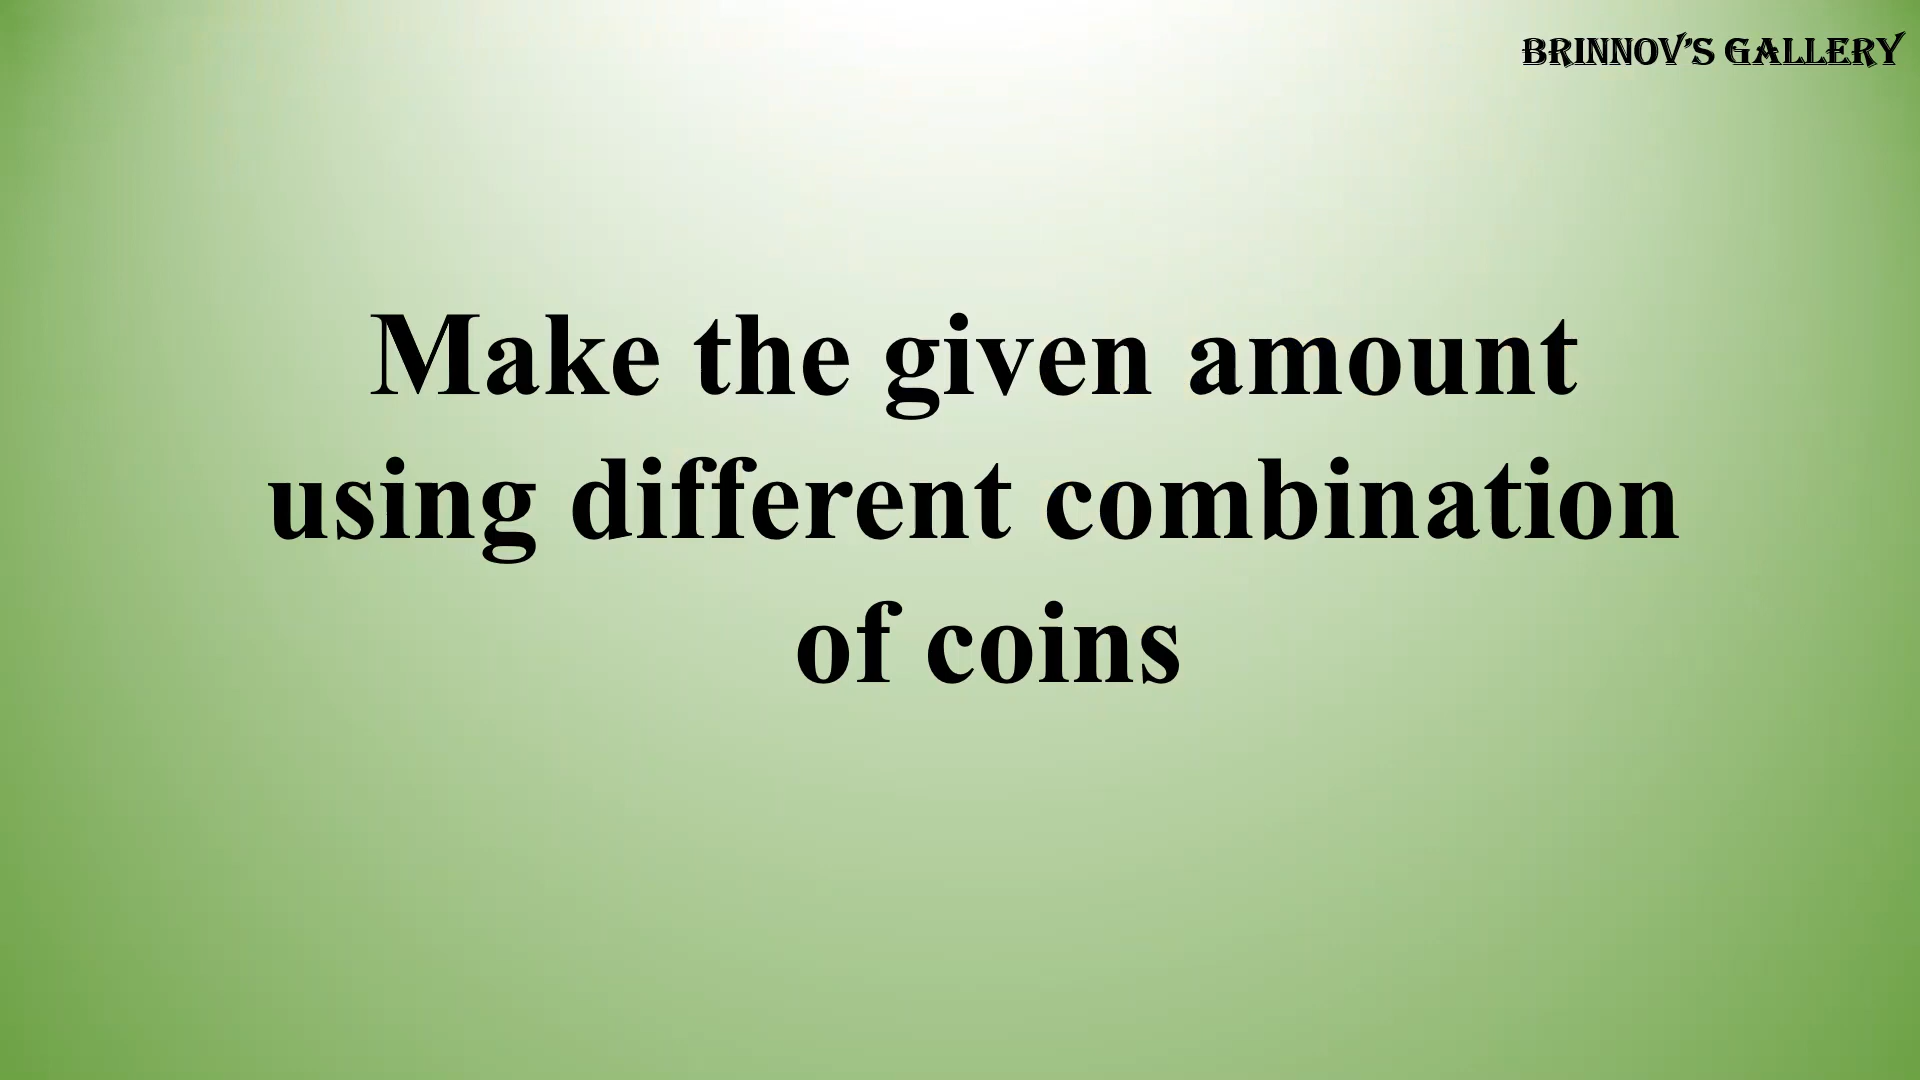 BRINNOV'S GALLERY
Make the given amount
using different combination
of coins